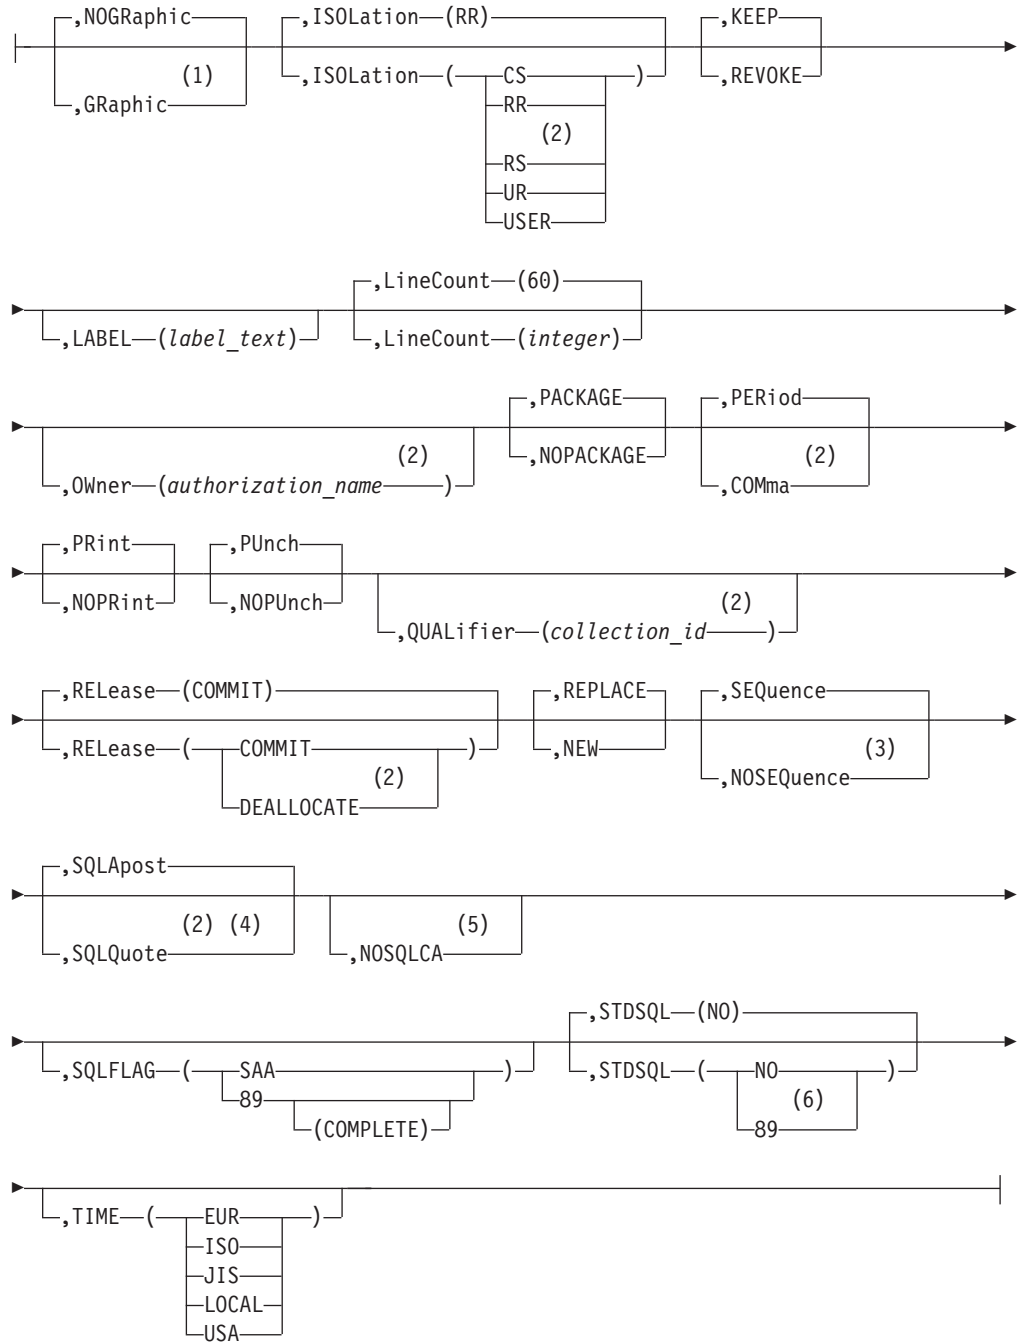 ,NOGRaphic ,ISOLation (RR) ,KEEP
(1) ,ISOLation ( CS ) ,REVOKE
,GRaphic RR
(2)
RS
UR
USER
,LineCount (60)
,LABEL (label_text) ,LineCount (integer)
,PACKAGE ,PERiod
(2) ,NOPACKAGE (2)
,OWner (authorization_name ) ,COMma
,PRint ,PUnch
,NOPRint ,NOPUnch (2)
,QUALifier (collection_id )
,RELease (COMMIT) ,REPLACE ,SEQuence
,RELease ( COMMIT ) ,NEW (3)
(2) ,NOSEQuence
DEALLOCATE
,SQLApost
(2) (4) (5)
,SQLQuote ,NOSQLCA
,STDSQL (NO)
,SQLFLAG ( SAA ) ,STDSQL ( NO )
89 (6)
(COMPLETE) 89
,TIME ( EUR )
ISO
JIS
LOCAL
USA